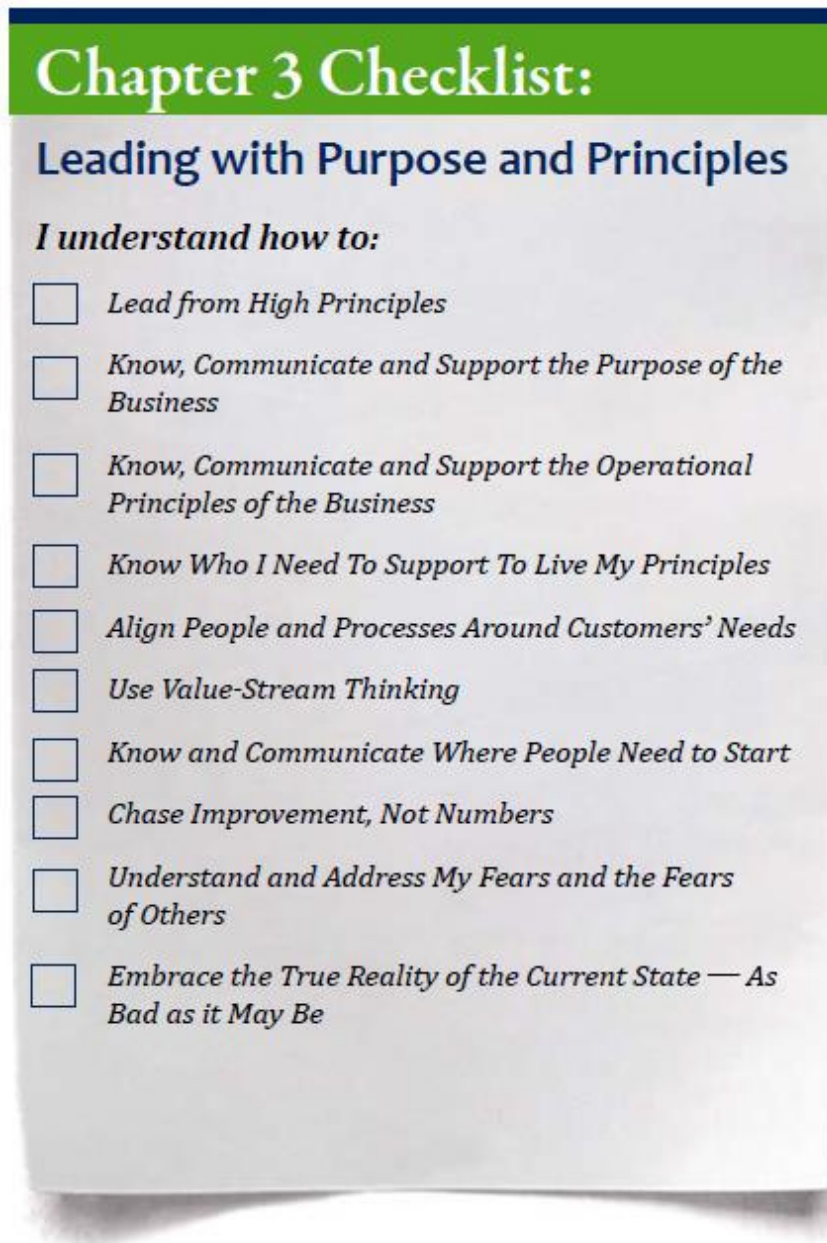 Chapter 3 Checklist:
Leading with Purpose and Principles
I understand how to:
Lead from High Principles
Know, Communicate and Support the Purpose of the
Business
Know, Communicate and Support the Operational
Principles of the Business
Know Who I Need To Support To Live My Principles
Align People and Processes Around Customers’ Needs
Use Value-Stream Thinking
Know and Communicate Where People Need to Start
Chase Improvement, Not Numbers
Understand and Address My Fears and the Fears
of Others
Embrace the True Reality of the Current State — As
Bad as it May Be